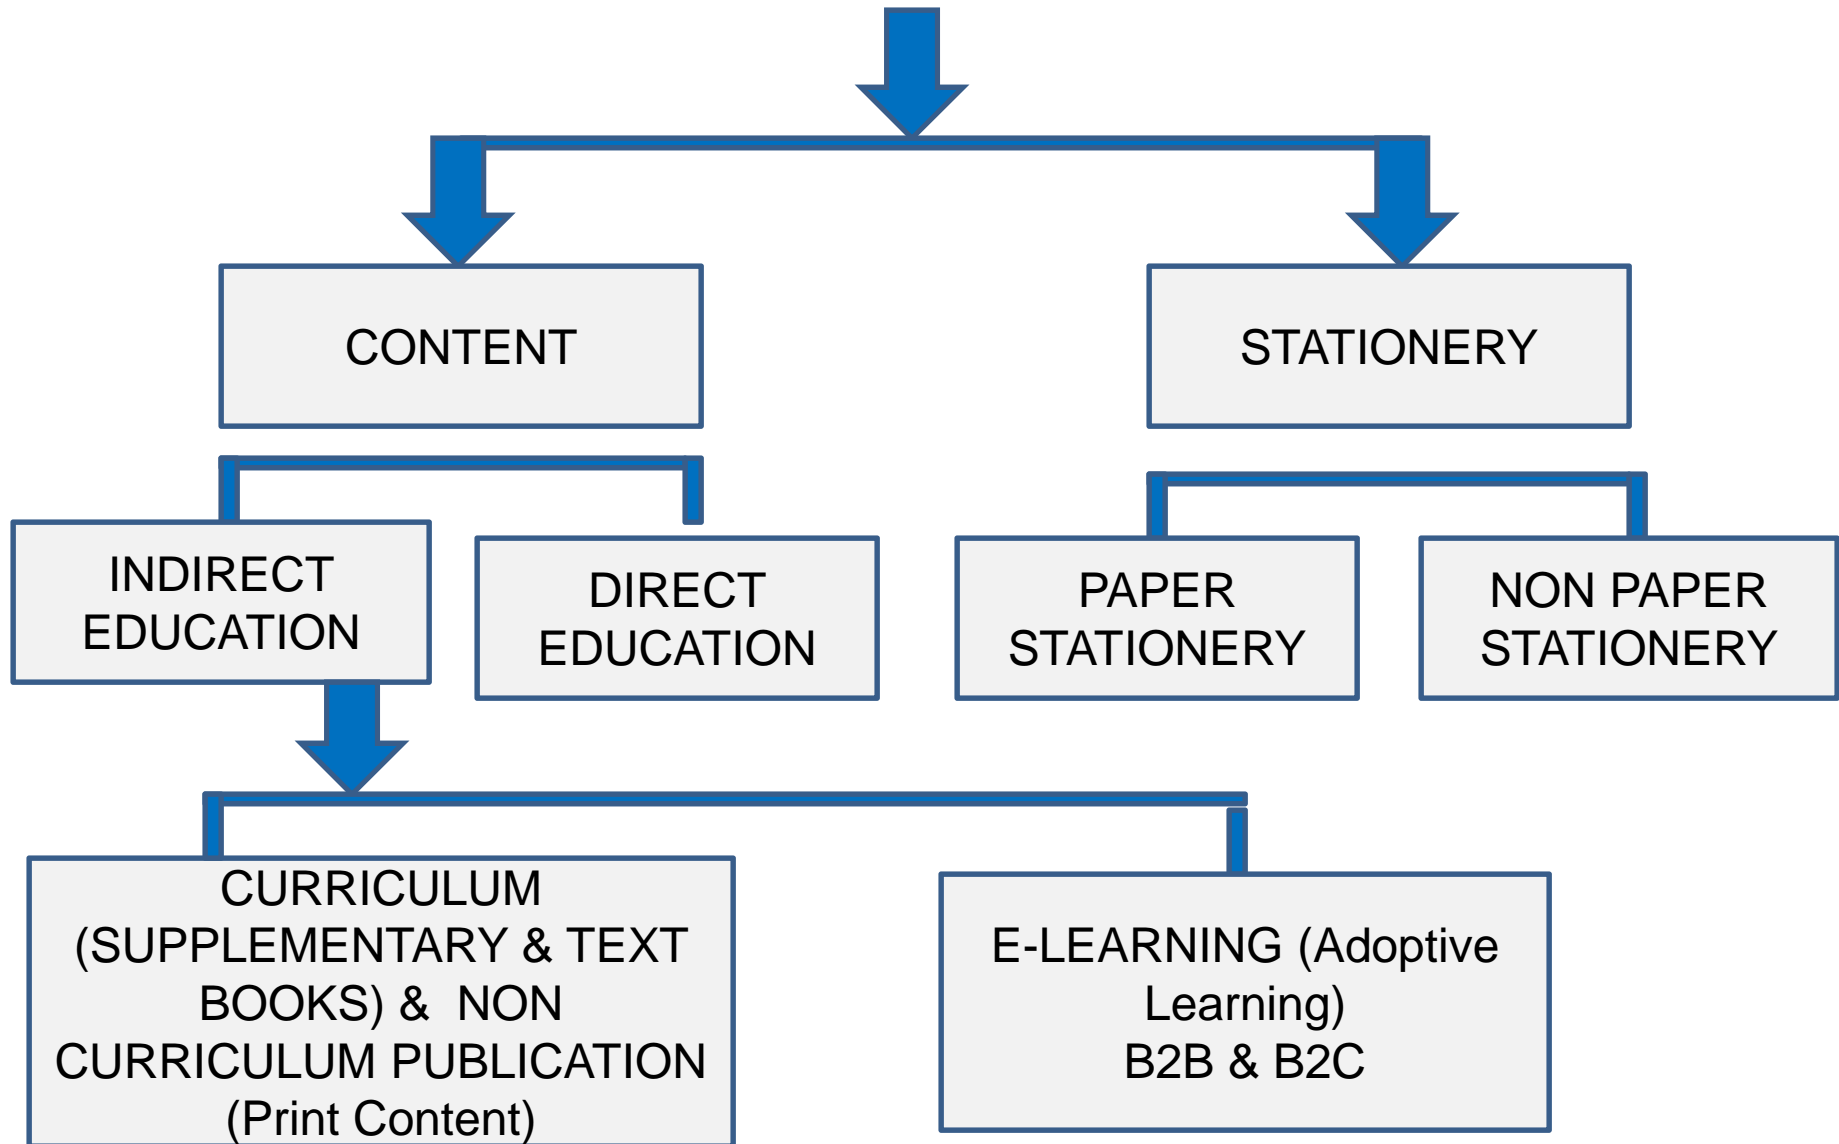 CONTENT
STATIONERY
INDIRECT
EDUCATION
DIRECT
EDUCATION
PAPER
STATIONERY
NON PAPER
STATIONERY
CURRICULUM
(SUPPLEMENTARY & TEXT
BOOKS) & NON
CURRICULUM PUBLICATION
(Print Content)
E-LEARNING (Adoptive
Learning)
B2B & B2C